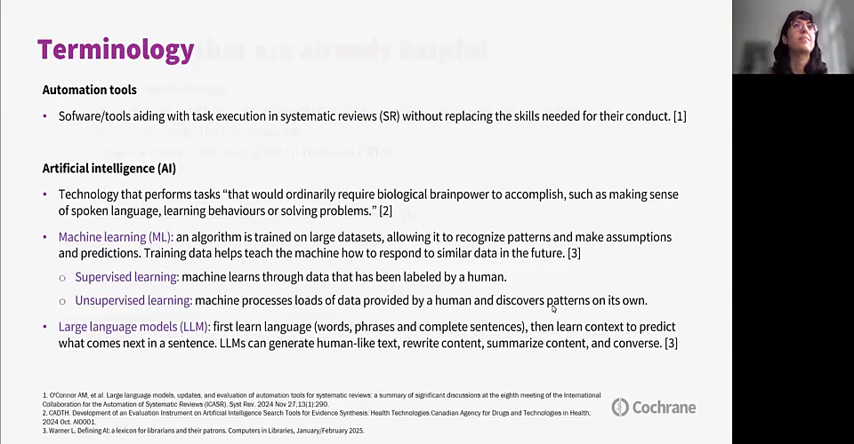 Terminology
Automation tools
• Sofware/tools aiding with task execution in systematic reviews (SR) without replacing the skills needed for their conduct. [1]
Artificial intelligence (AI)
• Technology that performs tasks “that would ordinarily require biological brainpower to accomplish, such as making sense
of spoken language, learning behaviours or solving problems.” [2]
• Machine learning (ML): an algorithm is trained on large datasets, allowing it to recognize patterns and make assumptions
and predictions. Training data helps teach the machine how to respond to similar data in the future. [3]
o Supervised learning: machine learns through data that has been labeled by a human.
o Unsupervised learning: machine processes loads of data provided by a human and discovers patterns on its own.
• Large language models (LLM): first learn language (words, phrases and complete sentences), then learn context to predict
what comes next in a sentence. LLMs can generate human-like text, rewrite content, summarize content, and converse. [3]
1. O'Connor AM, et al. Large language models, updates, and evaluation of automation tools for systematic reviews: a summary of significant discussions at the eighth meeting of the International
Collaboration for the Automation of Systematic Reviews (ICASR). Syst Rev. 2024 Nov 27;13(1):290.
2. CADTH. Development of an Evaluation Instrument on Artificial Intelligence Search Tools for Evidence Synthesis: Health Technologies.Canadian Agency for Drugs and Technologies in Health;
2024 Oct. AI0001.
3. Warner L. Defining AI: a lexicon for librarians and their patrons. Computers in Libraries, January/February 2025.
Cochrane